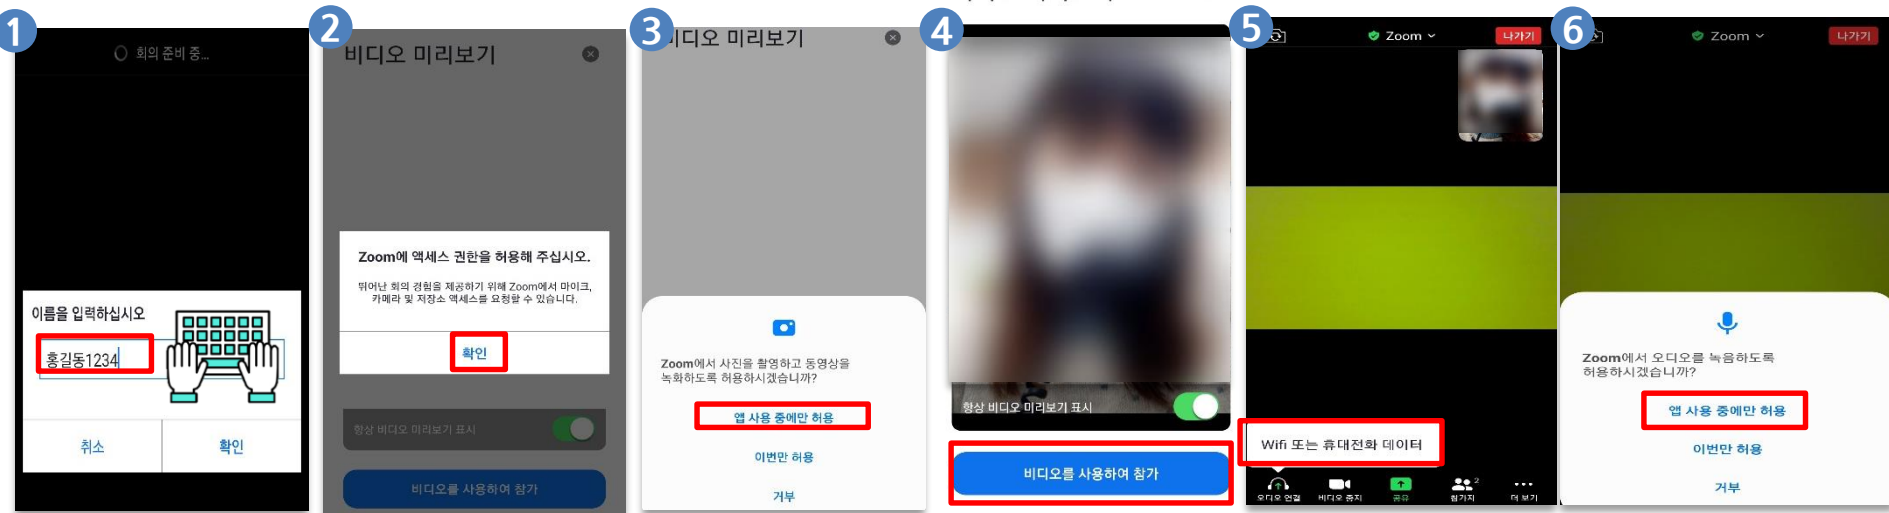 1
회의 준비 중...
이름을 입력하십시오
홍길동1234
취소
확인
2
비디오 미리보기
Zoom에 액세스 권한을 허용해 주십시오.
뛰어난 회의 경험을 제공하기 위해 Zoom에서 마이크,
카메라 및 저장소 액세스를 요청할 수 있습니다.
확인
항상 비디오 미리보기 표시
비디오를 사용하여 참가
3
비디오 미리보기
Zoom에서 사진을 촬영하고 동영상을
녹화하도록 허용하시겠습니까?
앱 사용 중에만 허용
이번만 허용
거부
4
항상 비디오 미리보기 표시
비디오를 사용하여 참가
5
Zoom
나가기
Wifi 또는 휴대전화 데이터
오디오 연결
비디오 중지
공유
2
참가자
더 보기
6
Zoom
나가기
Zoom에서 오디오를 녹음하도록
허용하시겠습니까?
앱 사용 중에만 허용
이번만 허용
거부